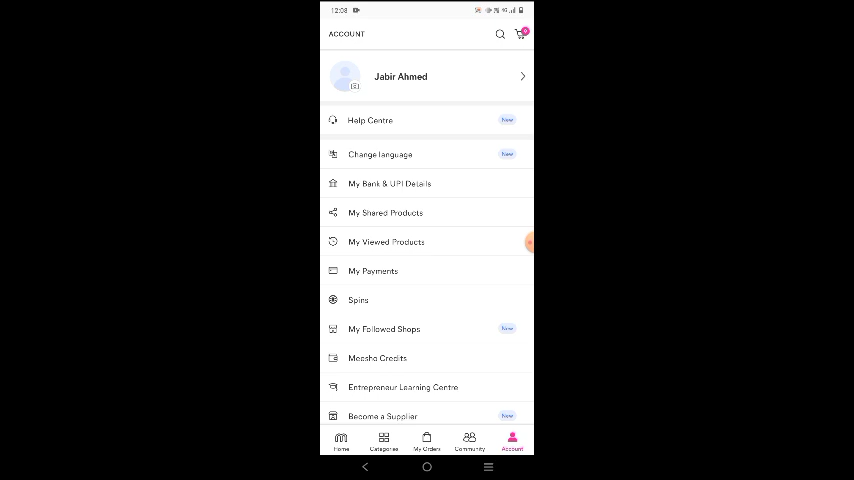 12:08
4G
ACCOUNT
0
Jabir Ahmed
Help Centre New
Change language New
My Bank & UPI Details
My Shared Products
My Viewed Products
My Payments
Spins
My Followed Shops New
Meesho Credits
Entrepreneur Learning Centre
Become a Supplier New
Home Categories My Orders Community Account